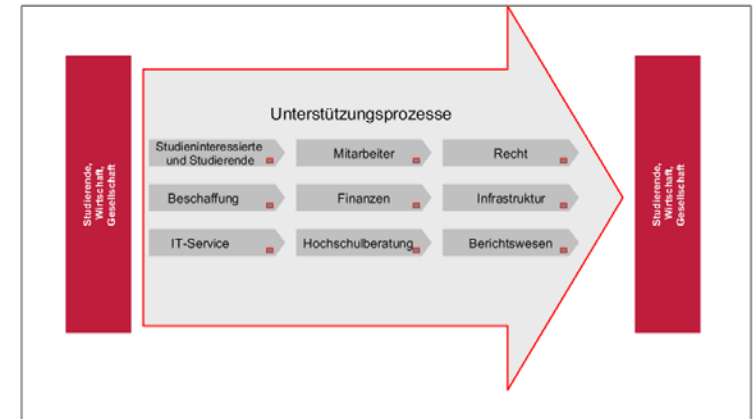 Studierende,
Wirtschaft,
Gesellschaft
Unterstützungsprozesse
Studieninteressierte
und Studierende
Mitarbeiter
Recht
Beschaffung
Finanzen
Infrastruktur
IT-Service
Hochschulberatung
Berichtswesen
Studierende,
Wirtschaft,
Gesellschaft